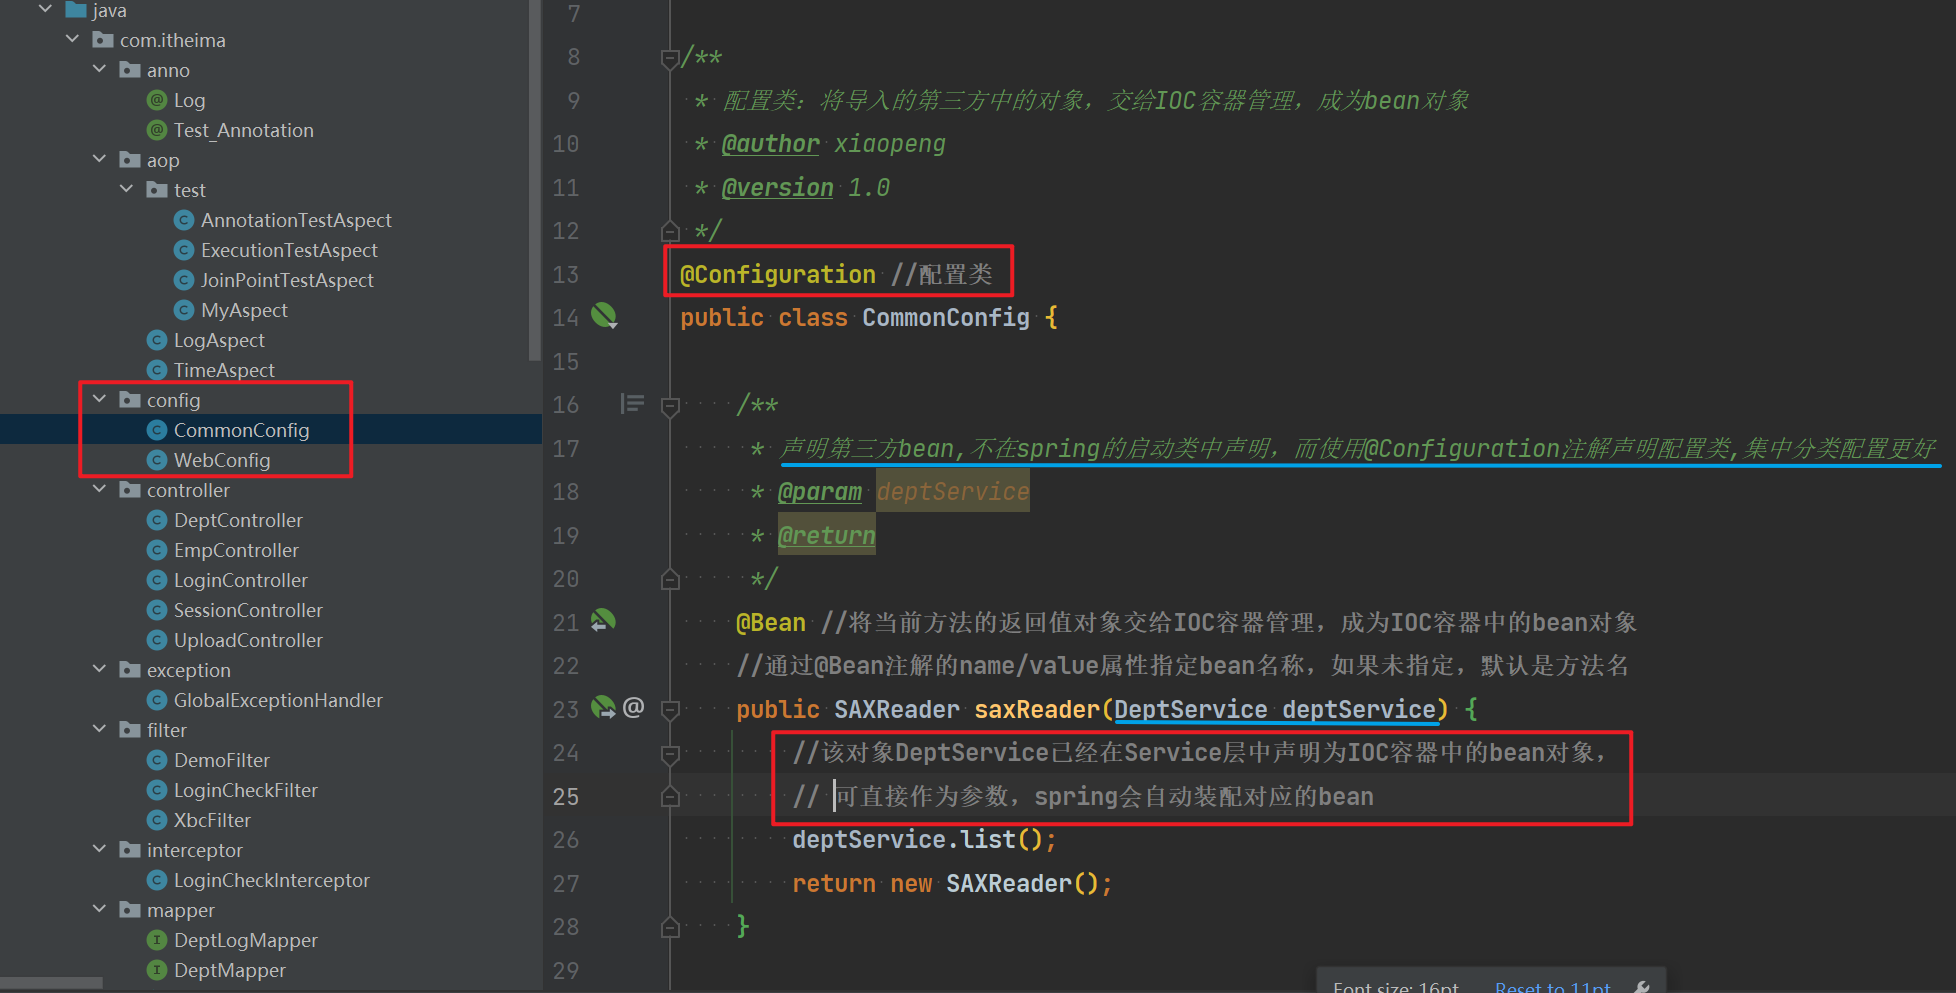 java
com.itheima
anno
Log
Test_Annotation
aop
test
AnnotationTestAspect
ExecutionTestAspect
JoinPointTestAspect
MyAspect
LogAspect
TimeAspect
config
CommonConfig
WebConfig
controller
DeptController
EmpController
LoginController
SessionController
UploadController
exception
GlobalExceptionHandler
filter
DemoFilter
LoginCheckFilter
XbcFilter
interceptor
LoginCheckInterceptor
mapper
DeptLogMapper
DeptMapper
7
8 /**
9 * 配置类：将导入的第三方中的对象，交给IOC容器管理，成为bean对象
10 * @author xiaopeng
11 * @version 1.0
12 */
13 @Configuration //配置类
14 public class CommonConfig {
15
16 /**
17 * 声明第三方bean,不在spring的启动类中声明，而使用@Configuration注解声明配置类,集中分类配置更好
18 * @param deptService
19 * @return
20 */
21 @Bean //将当前方法的返回值对象交给IOC容器管理，成为IOC容器中的bean对象
22 //通过@Bean注解的name/value属性指定bean名称，如果未指定，默认是方法名
23 @ public SAXReader saxReader(DeptService deptService) {
24 //该对象DeptService已经在Service层中声明为IOC容器中的bean对象，
25 // 可直接作为参数，spring会自动装配对应的bean
26 deptService.list();
27 return new SAXReader();
28 }
29
Font size: 16pt Reset to 11pt